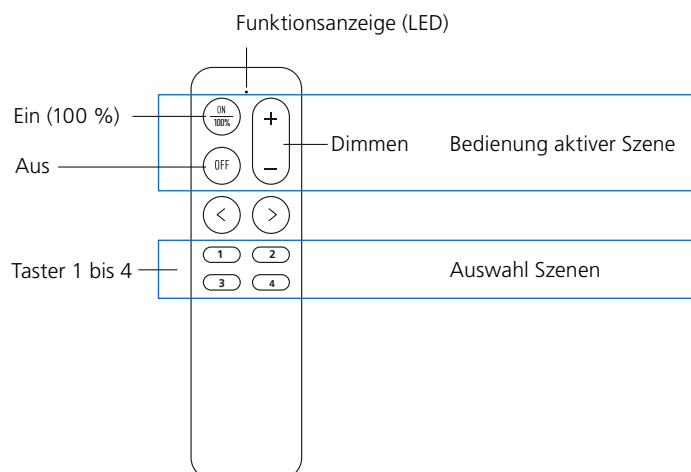 Funktionsanzeige (LED)
Ein (100 %)
ON
100%
+
Dimmen
Bedienung aktiver Szene
Aus
OFF
−
< >
Taster 1 bis 4
1 2
Auswahl Szenen
3 4